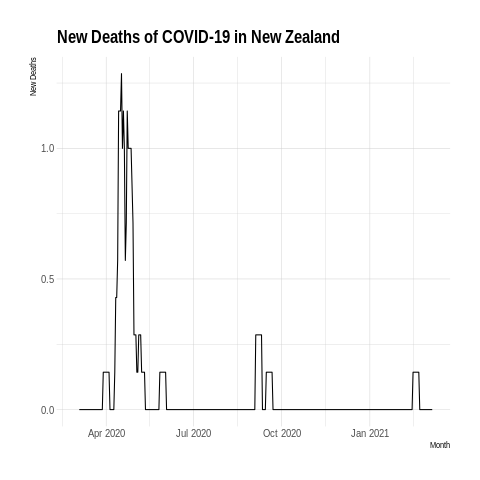 New Deaths of COVID-19 in New Zealand
New Deaths
1.0
0.5
0.0
Apr 2020 Jul 2020 Oct 2020 Jan 2021
Month